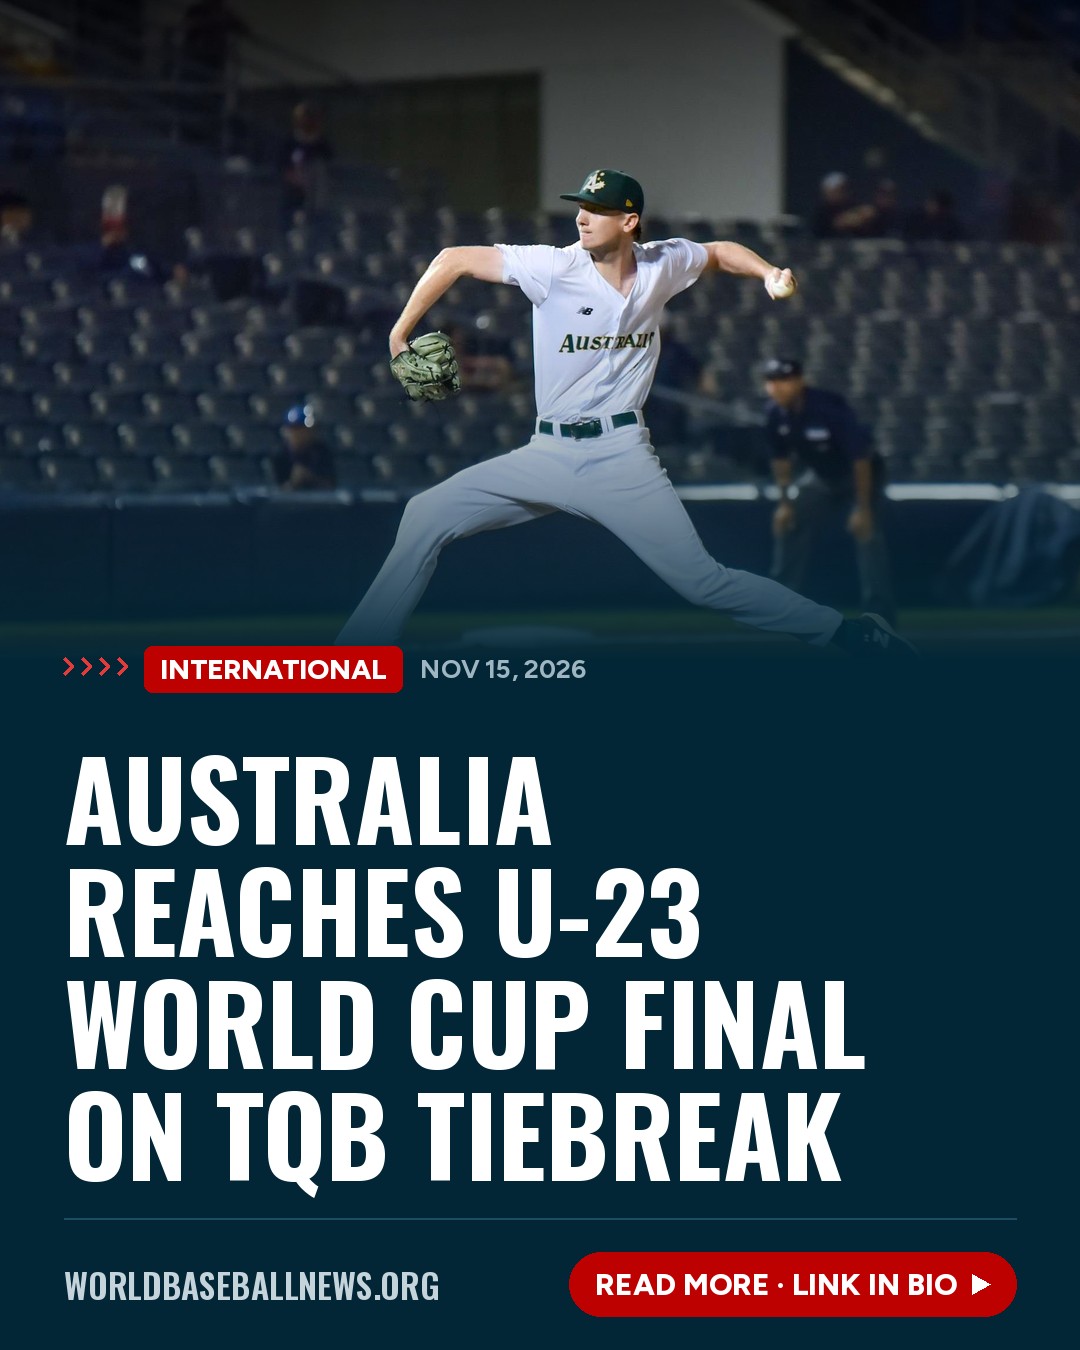 AUSTRALIA
>>>> INTERNATIONAL NOV 15, 2026
AUSTRALIA
REACHES U-23
WORLD CUP FINAL
ON TQB TIEBREAK
WORLDBASEBALLNEWS.ORG
READ MORE · LINK IN BIO ▶